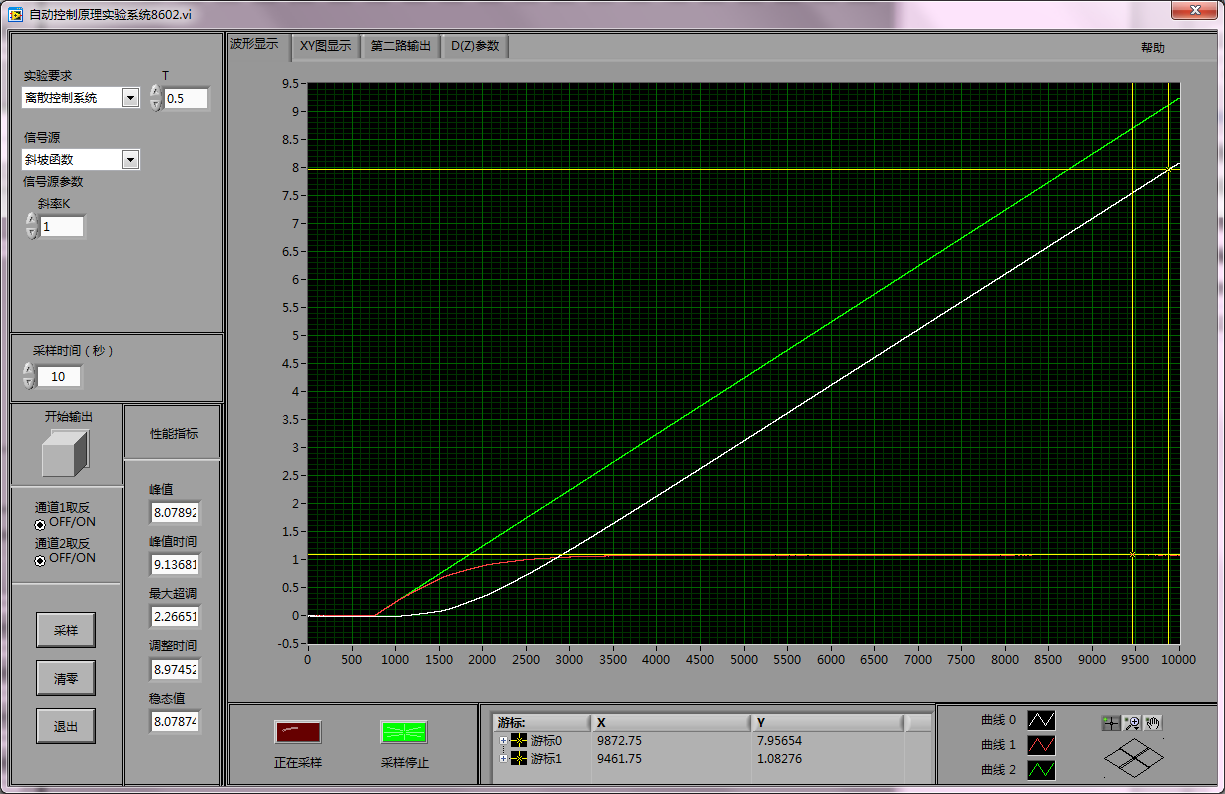 自动控制原理实验系统8602.vi
实验要求
T
离散控制系统
0.5
信号源
斜坡函数
信号源参数
斜率K
1
采样时间（秒）
10
开始输出
通道1取反
OFF/ON
通道2取反
OFF/ON
采样
清零
退出
性能指标
峰值
8.07892
峰值时间
9.13681
最大超调
2.26651
调整时间
8.97452
稳态值
8.07874
波形显示
XY图显示
第二路输出
D(Z)参数
帮助
9.5
9
8.5
8
7.5
7
6.5
6
5.5
5
4.5
4
3.5
3
2.5
2
1.5
1
0.5
0
-0.5
0 500 1000 1500 2000 2500 3000 3500 4000 4500 5000 5500 6000 6500 7000 7500 8000 8500 9000 9500 10000
正在采样
采样停止
游标: X Y
游标0 9872.75 7.95654
游标1 9461.75 1.08276
曲线 0
曲线 1
曲线 2